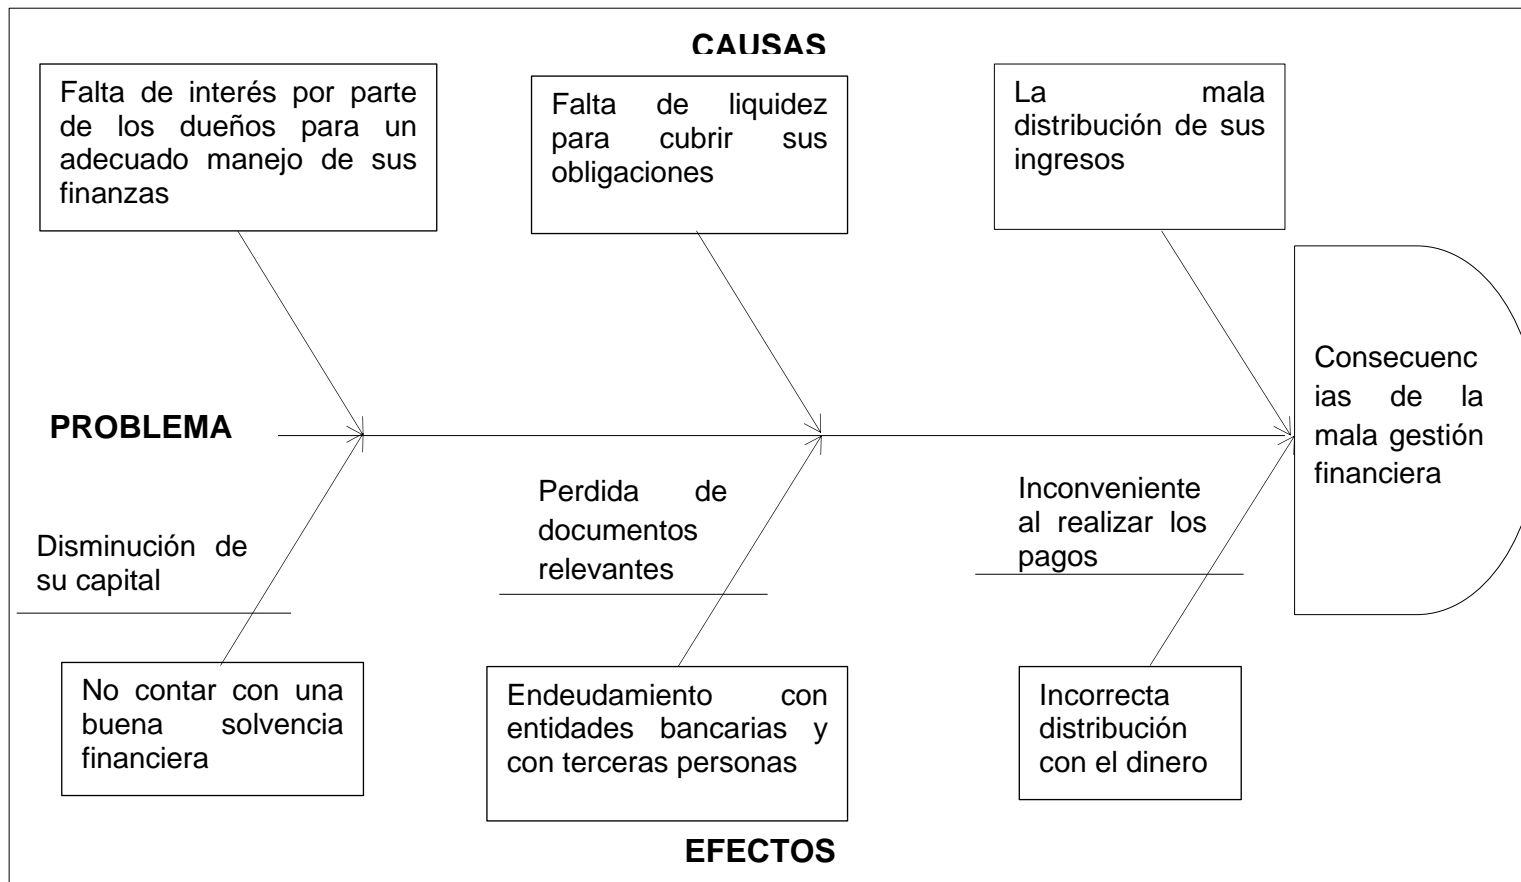 CAUSAS
Falta de interés por parte
de los dueños para un
adecuado manejo de sus
finanzas
Falta de liquidez
para cubrir sus
obligaciones
La mala
distribución de sus
ingresos
Consecuenc
ias de la
mala gestión
financiera
PROBLEMA
Disminución de
su capital
Perdida de
documentos
relevantes
Inconveniente
al realizar los
pagos
No contar con una
buena solvencia
financiera
Endeudamiento con
entidades bancarias y
con terceras personas
Incorrecta
distribución
con el dinero
EFECTOS